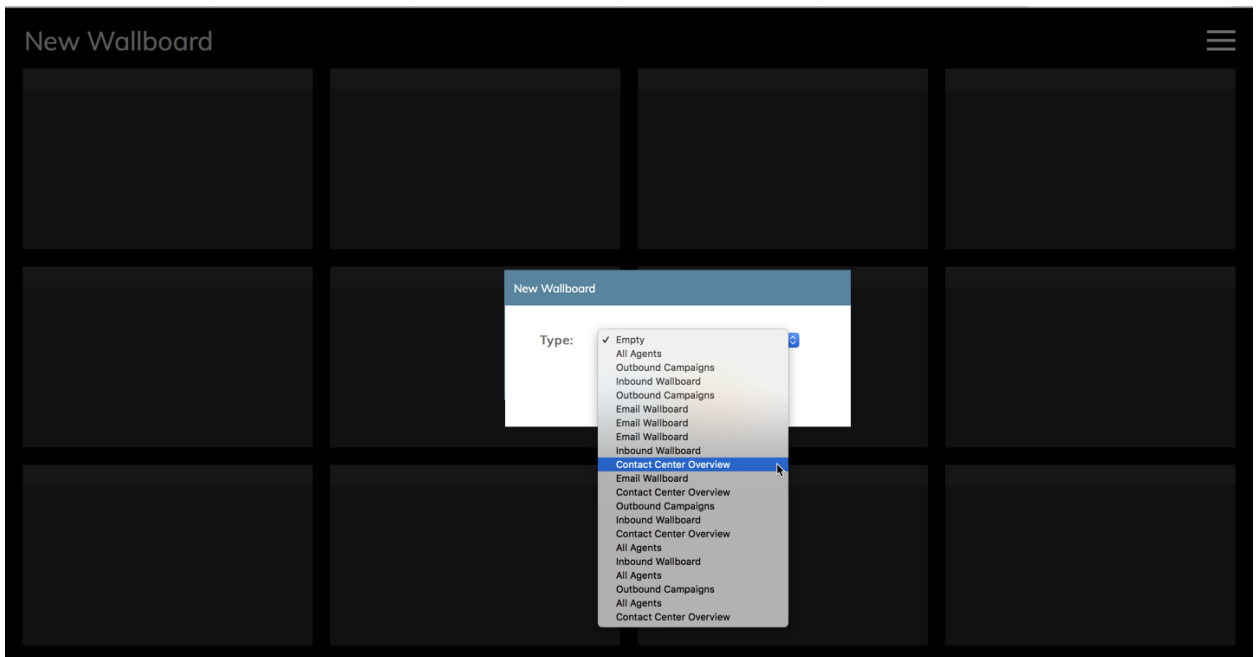 New Wallboard
New Wallboard
Type:
✓ Empty
All Agents
Outbound Campaigns
Inbound Wallboard
Outbound Campaigns
Email Wallboard
Email Wallboard
Email Wallboard
Inbound Wallboard
Contact Center Overview
Email Wallboard
Contact Center Overview
Outbound Campaigns
Inbound Wallboard
Contact Center Overview
All Agents
Inbound Wallboard
All Agents
Outbound Campaigns
All Agents
Contact Center Overview